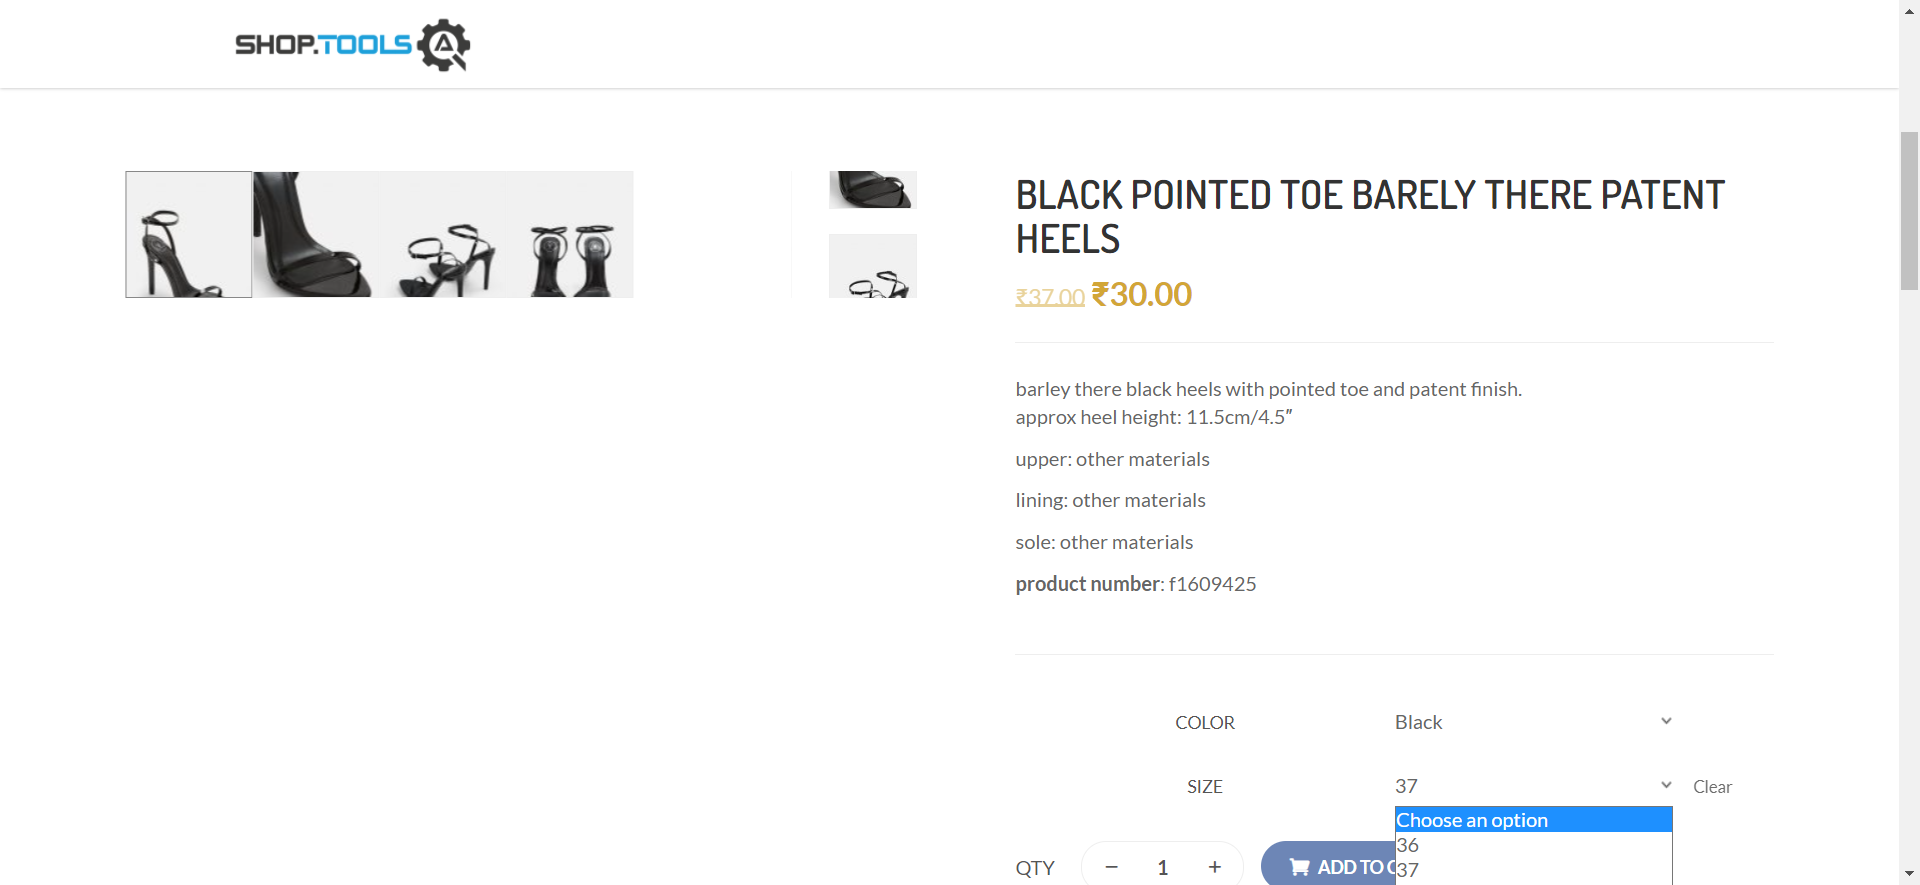 SHOP.TOOLS
BLACK POINTED TOE BARELY THERE PATENT
HEELS
₹37.00 ₹30.00
barley there black heels with pointed toe and patent finish.
approx heel height: 11.5cm/4.5″
upper: other materials
lining: other materials
sole: other materials
product number: f1609425
COLOR Black
SIZE 37 Clear
Choose an option
36
37
QTY − 1 + ADD TO C